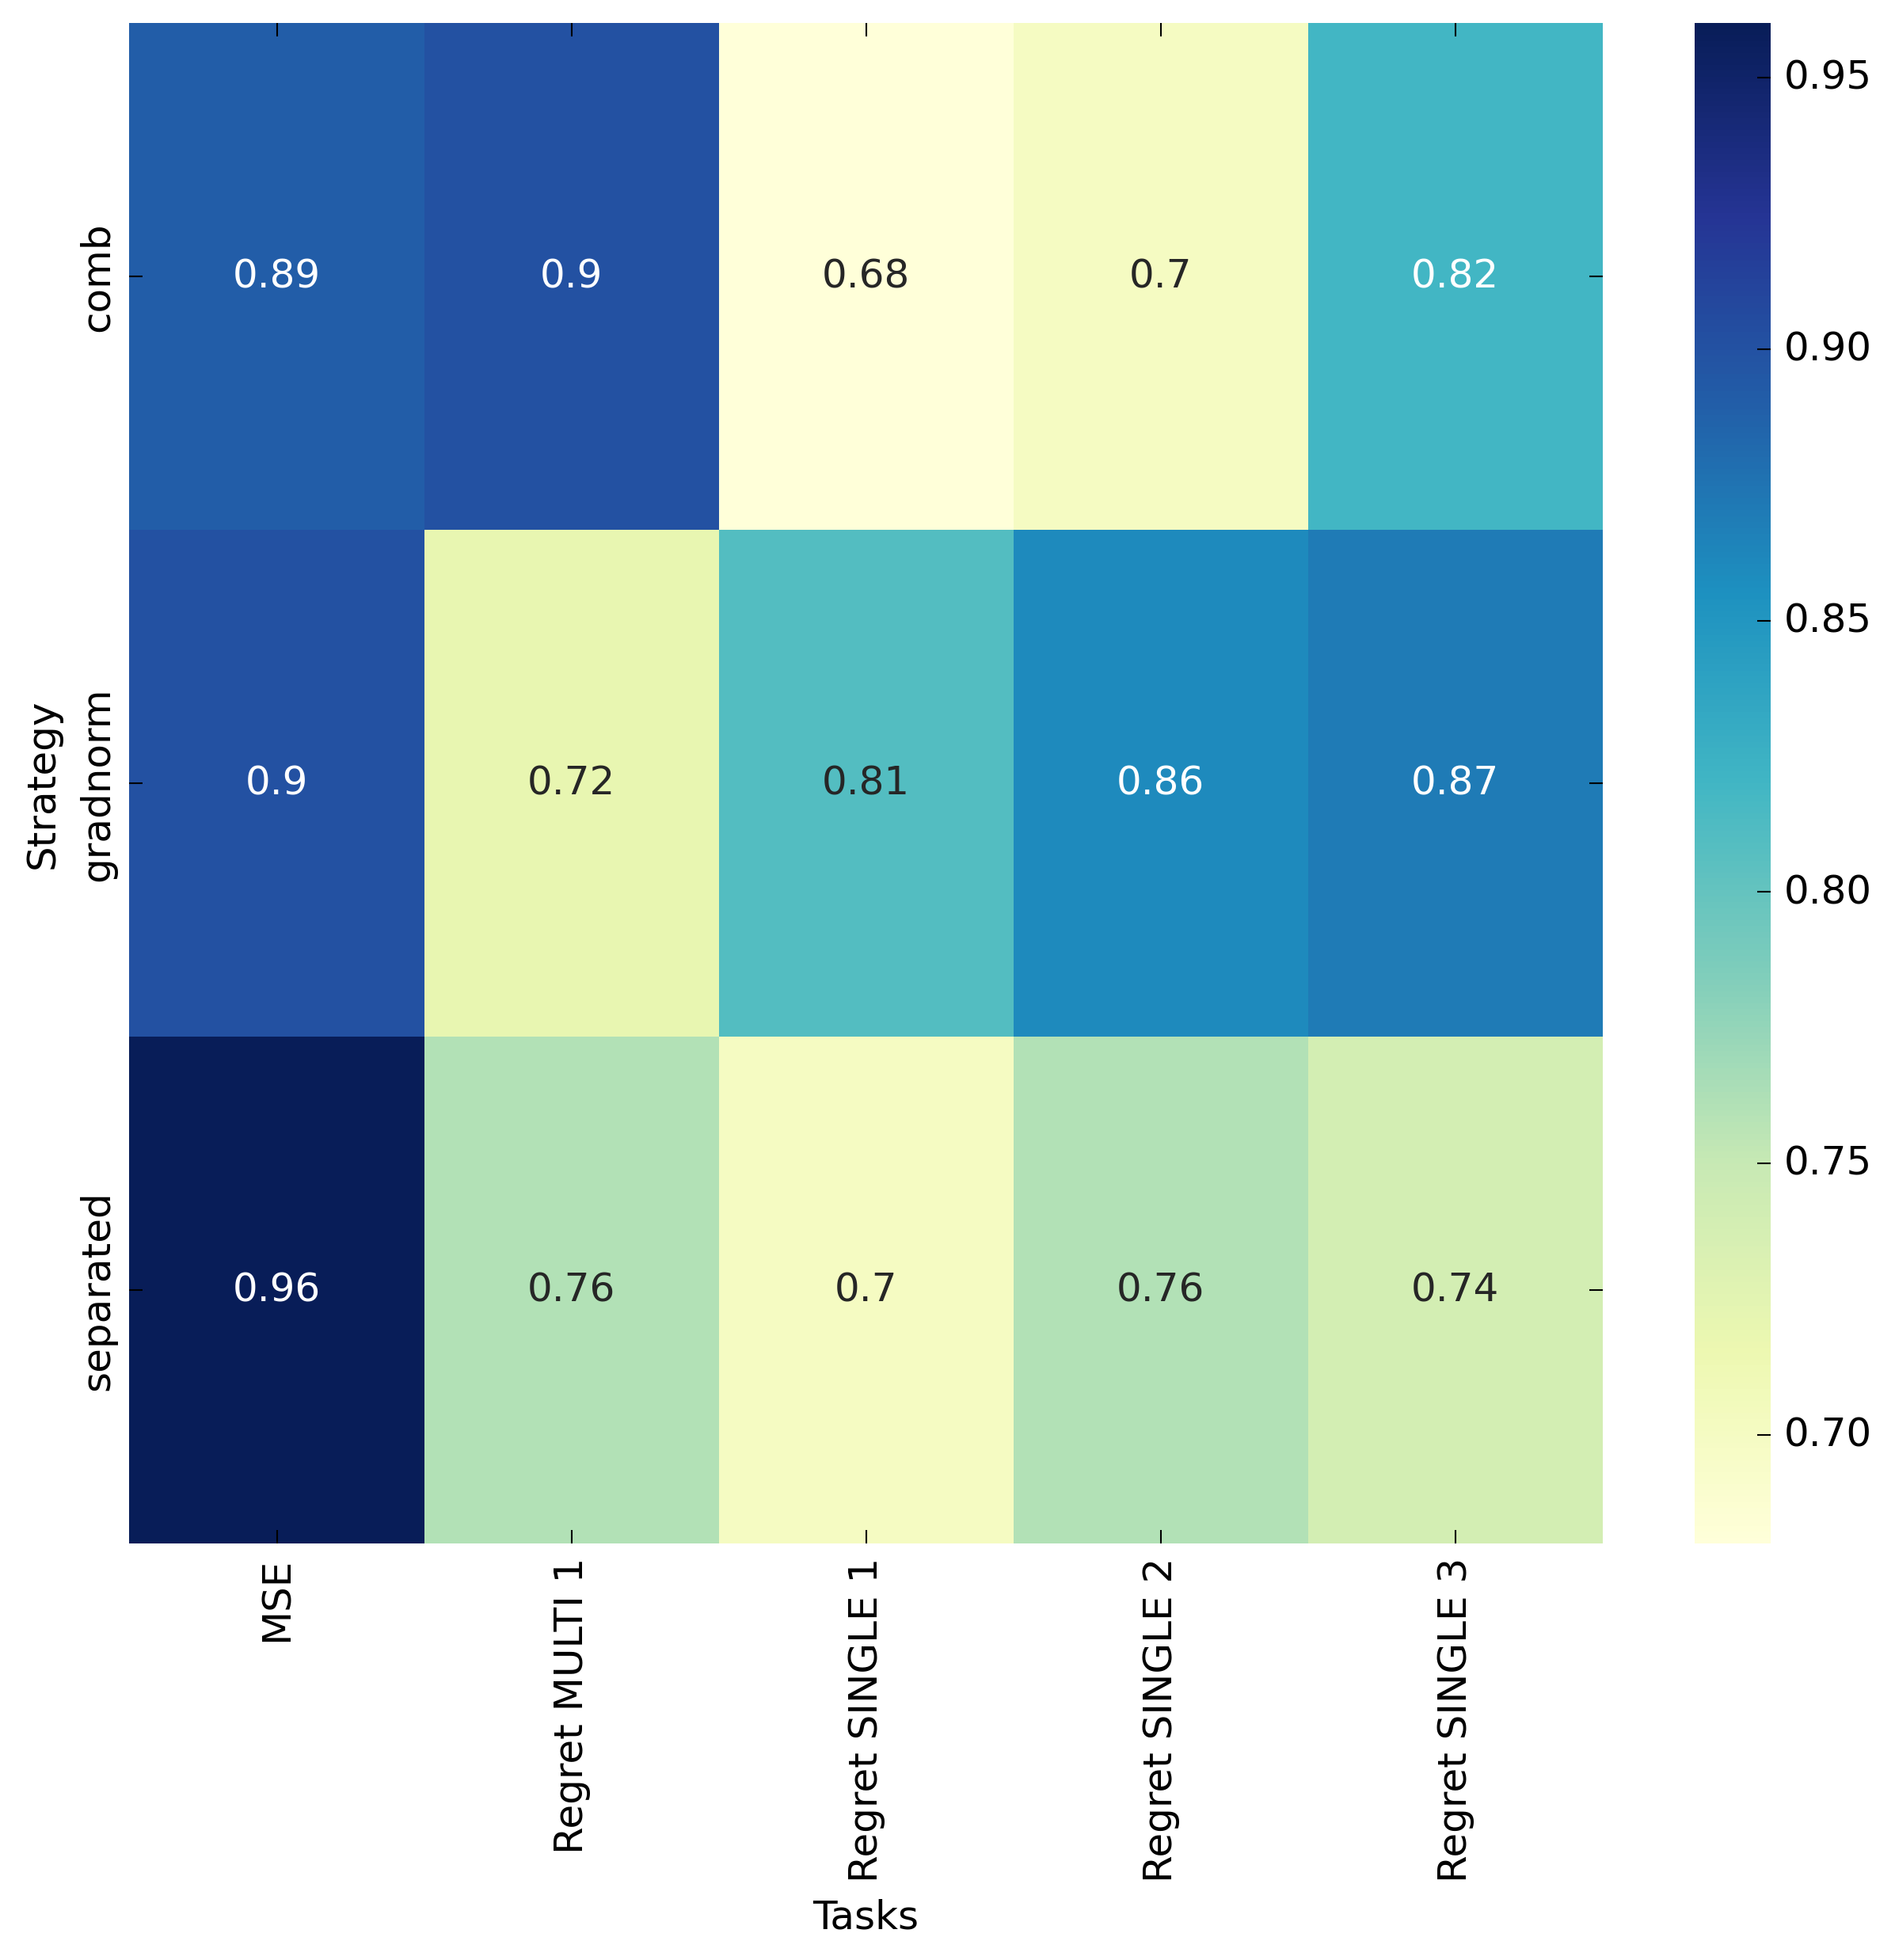 Strategy
comb
gradnorm
separated
0.89 0.9 0.68 0.7 0.82
0.9 0.72 0.81 0.86 0.87
0.96 0.76 0.7 0.76 0.74
MSE
Regret MULTI 1
Regret SINGLE 1
Regret SINGLE 2
Regret SINGLE 3
Tasks
0.95
0.90
0.85
0.80
0.75
0.70